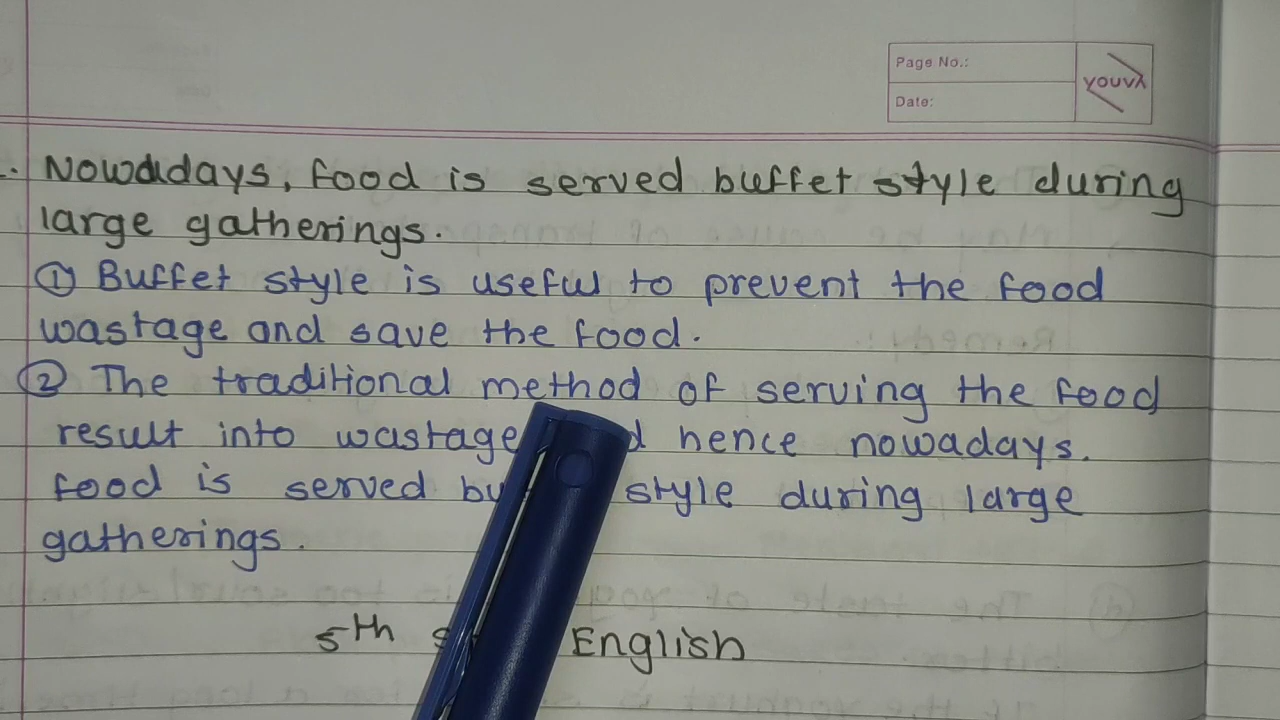 Page No.:
youva
Date:
Nowadays, food is served buffet style during
large gatherings.
① Buffet style is useful to prevent the food
wastage and save the food.
② The traditional method of serving the food
result into wastage hence nowadays.
food is served style during large
gatherings.
5th English